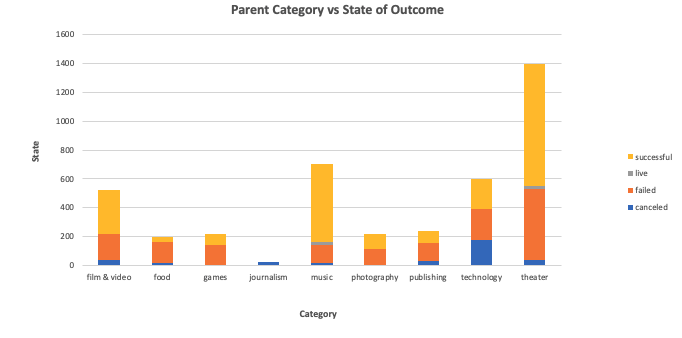 Parent Category vs State of Outcome
1600
1400
1200
1000
800
600
400
200
0
State
film & video food games journalism music photography publishing technology theater
Category
successful
live
failed
canceled